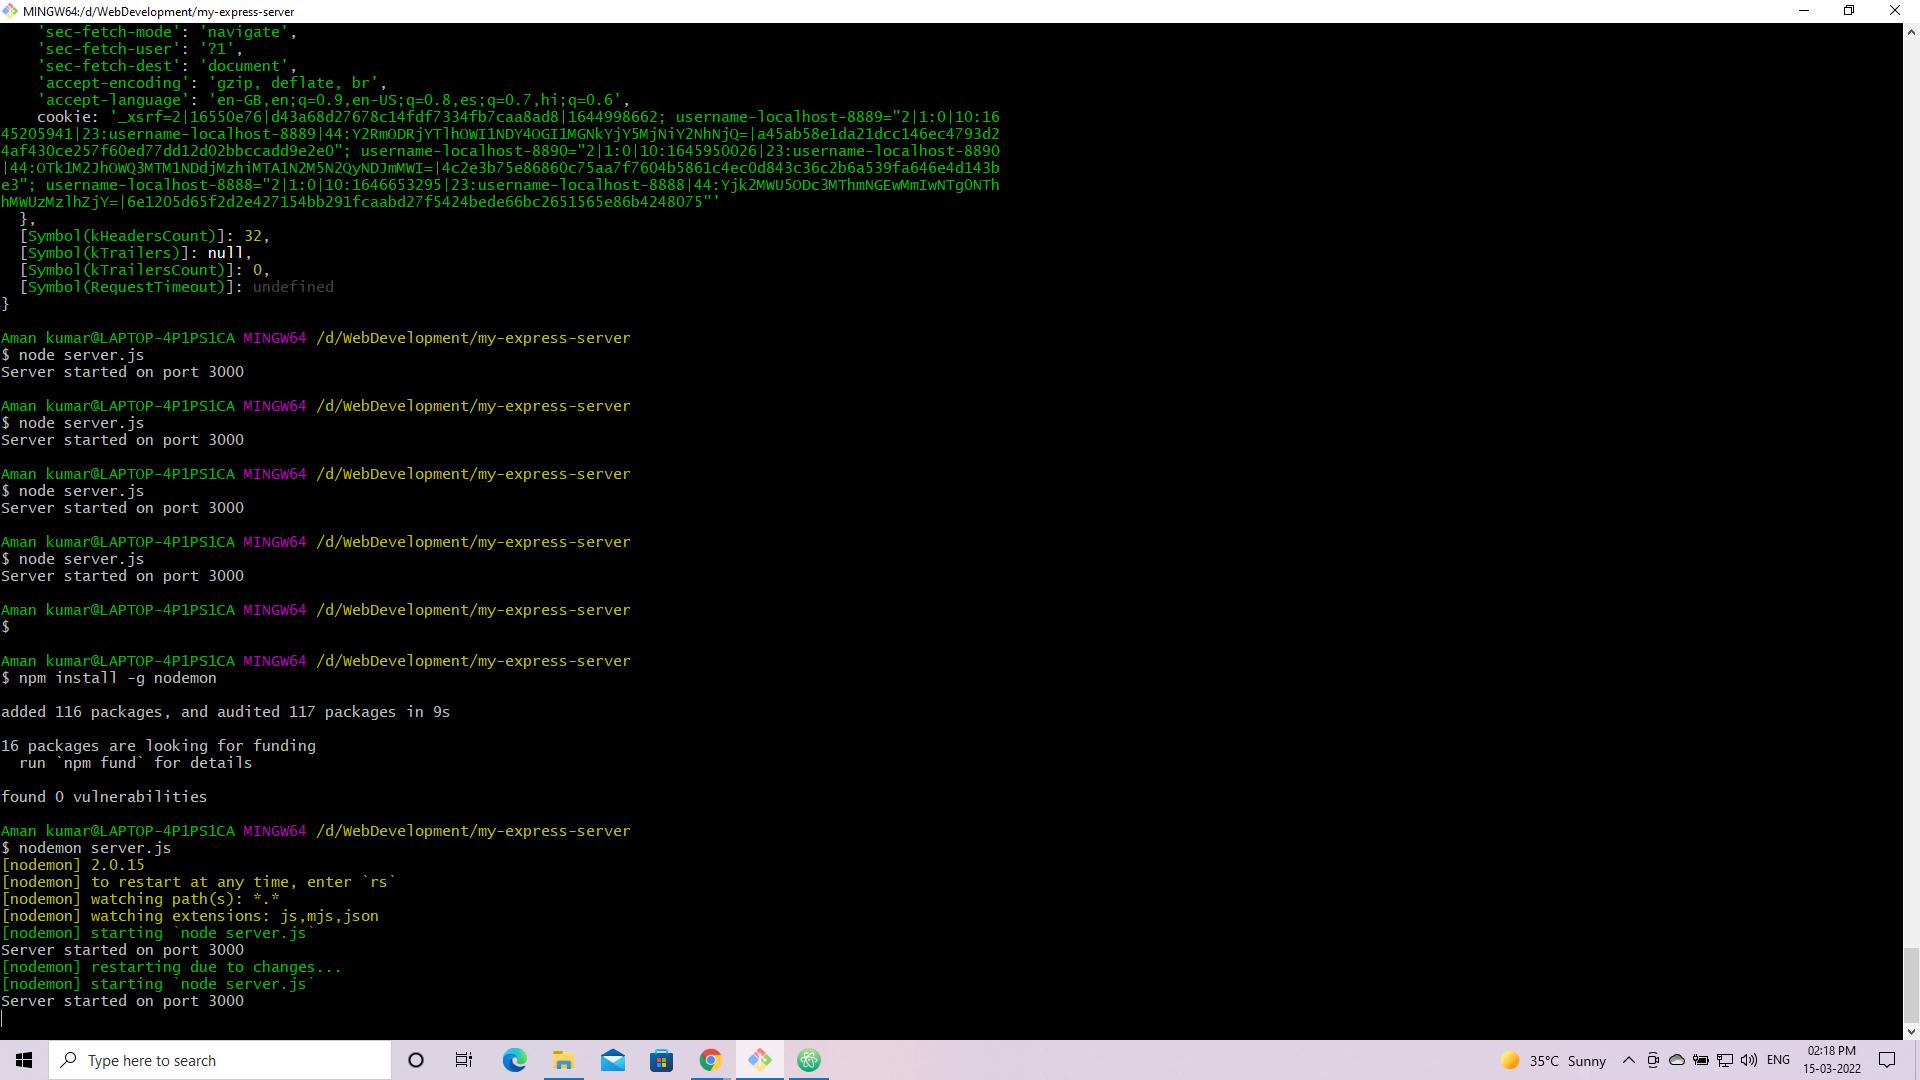 MINGW64:/d/WebDevelopment/my-express-server
'sec-fetch-mode': 'navigate',
'sec-fetch-user': '?1',
'sec-fetch-dest': 'document',
'accept-encoding': 'gzip, deflate, br',
'accept-language': 'en-GB,en;q=0.9,en-US;q=0.8,es;q=0.7,hi;q=0.6',
cookie: '_xsrf=2|16550e76|d43a68d27678c14fdf7334fb7caa8ad8|1644998662; username-localhost-8889="2|1:0|10:16
45205941|23:username-localhost-8889|44:Y2RmODRjYTlhOWI1NDY4OGI1MGNkYjY5MjNiY2NhNjQ=|a45ab58e1da21dcc146ec4793d2
4af430ce257f60ed77dd12d02bbccadd9e2e0"; username-localhost-8890="2|1:0|10:1645950026|23:username-localhost-8890
|44:OTk1M2JhOWQ3MTM1NDdjMzhiMTA1N2M5N2QyNDJmMWI=|4c2e3b75e86860c75aa7f7604b5861c4ec0d843c36c2b6a539fa646e4d143b
e3"; username-localhost-8888="2|1:0|10:1646653295|23:username-localhost-8888|44:Yjk2MWU5ODc3MThmNGEwMmIwNTg0NTh
hMWUzMzlhZjY=|6e1205d65f2d2e427154bb291fcaabd27f5424bede66bc2651565e86b4248075"'
},
[Symbol(kHeadersCount)]: 32,
[Symbol(kTrailers)]: null,
[Symbol(kTrailersCount)]: 0,
[Symbol(RequestTimeout)]: undefined
}
Aman kumar@LAPTOP-4P1PS1CA MINGW64 /d/WebDevelopment/my-express-server
$ node server.js
Server started on port 3000
Aman kumar@LAPTOP-4P1PS1CA MINGW64 /d/WebDevelopment/my-express-server
$ node server.js
Server started on port 3000
Aman kumar@LAPTOP-4P1PS1CA MINGW64 /d/WebDevelopment/my-express-server
$ node server.js
Server started on port 3000
Aman kumar@LAPTOP-4P1PS1CA MINGW64 /d/WebDevelopment/my-express-server
$ node server.js
Server started on port 3000
Aman kumar@LAPTOP-4P1PS1CA MINGW64 /d/WebDevelopment/my-express-server
$
Aman kumar@LAPTOP-4P1PS1CA MINGW64 /d/WebDevelopment/my-express-server
$ npm install -g nodemon
added 116 packages, and audited 117 packages in 9s
16 packages are looking for funding
run `npm fund` for details
found 0 vulnerabilities
Aman kumar@LAPTOP-4P1PS1CA MINGW64 /d/WebDevelopment/my-express-server
$ nodemon server.js
[nodemon] 2.0.15
[nodemon] to restart at any time, enter `rs`
[nodemon] watching path(s): *.*
[nodemon] watching extensions: js,mjs,json
[nodemon] starting `node server.js`
Server started on port 3000
[nodemon] restarting due to changes...
[nodemon] starting `node server.js`
Server started on port 3000
Type here to search
35°C Sunny
ENG
02:18 PM
15-03-2022